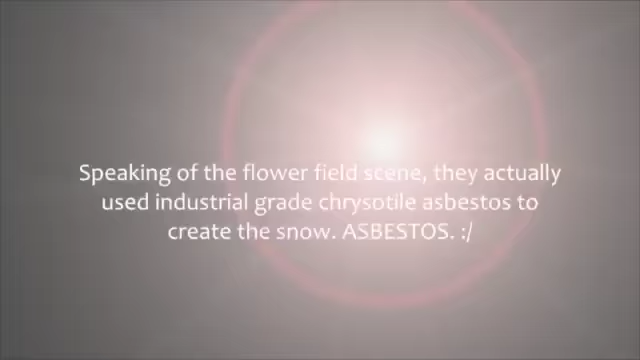 Speaking of the flower field scene, they actually
used industrial grade chrysotile asbestos to
create the snow. ASBESTOS. :/